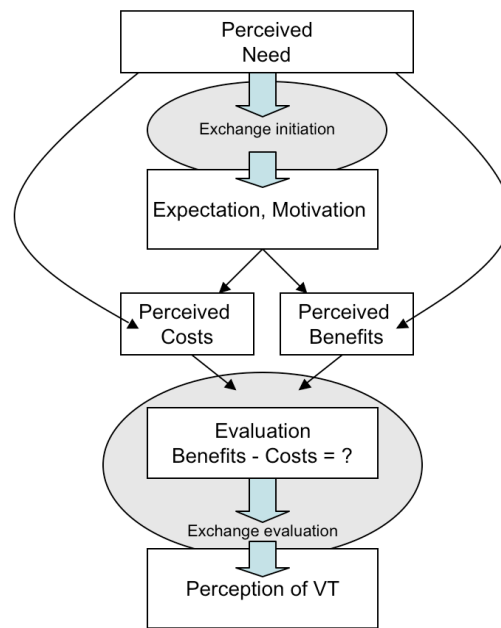 Perceived
Need
Exchange initiation
Expectation, Motivation
Perceived
Costs
Perceived
Benefits
Evaluation
Benefits - Costs = ?
Exchange evaluation
Perception of VT